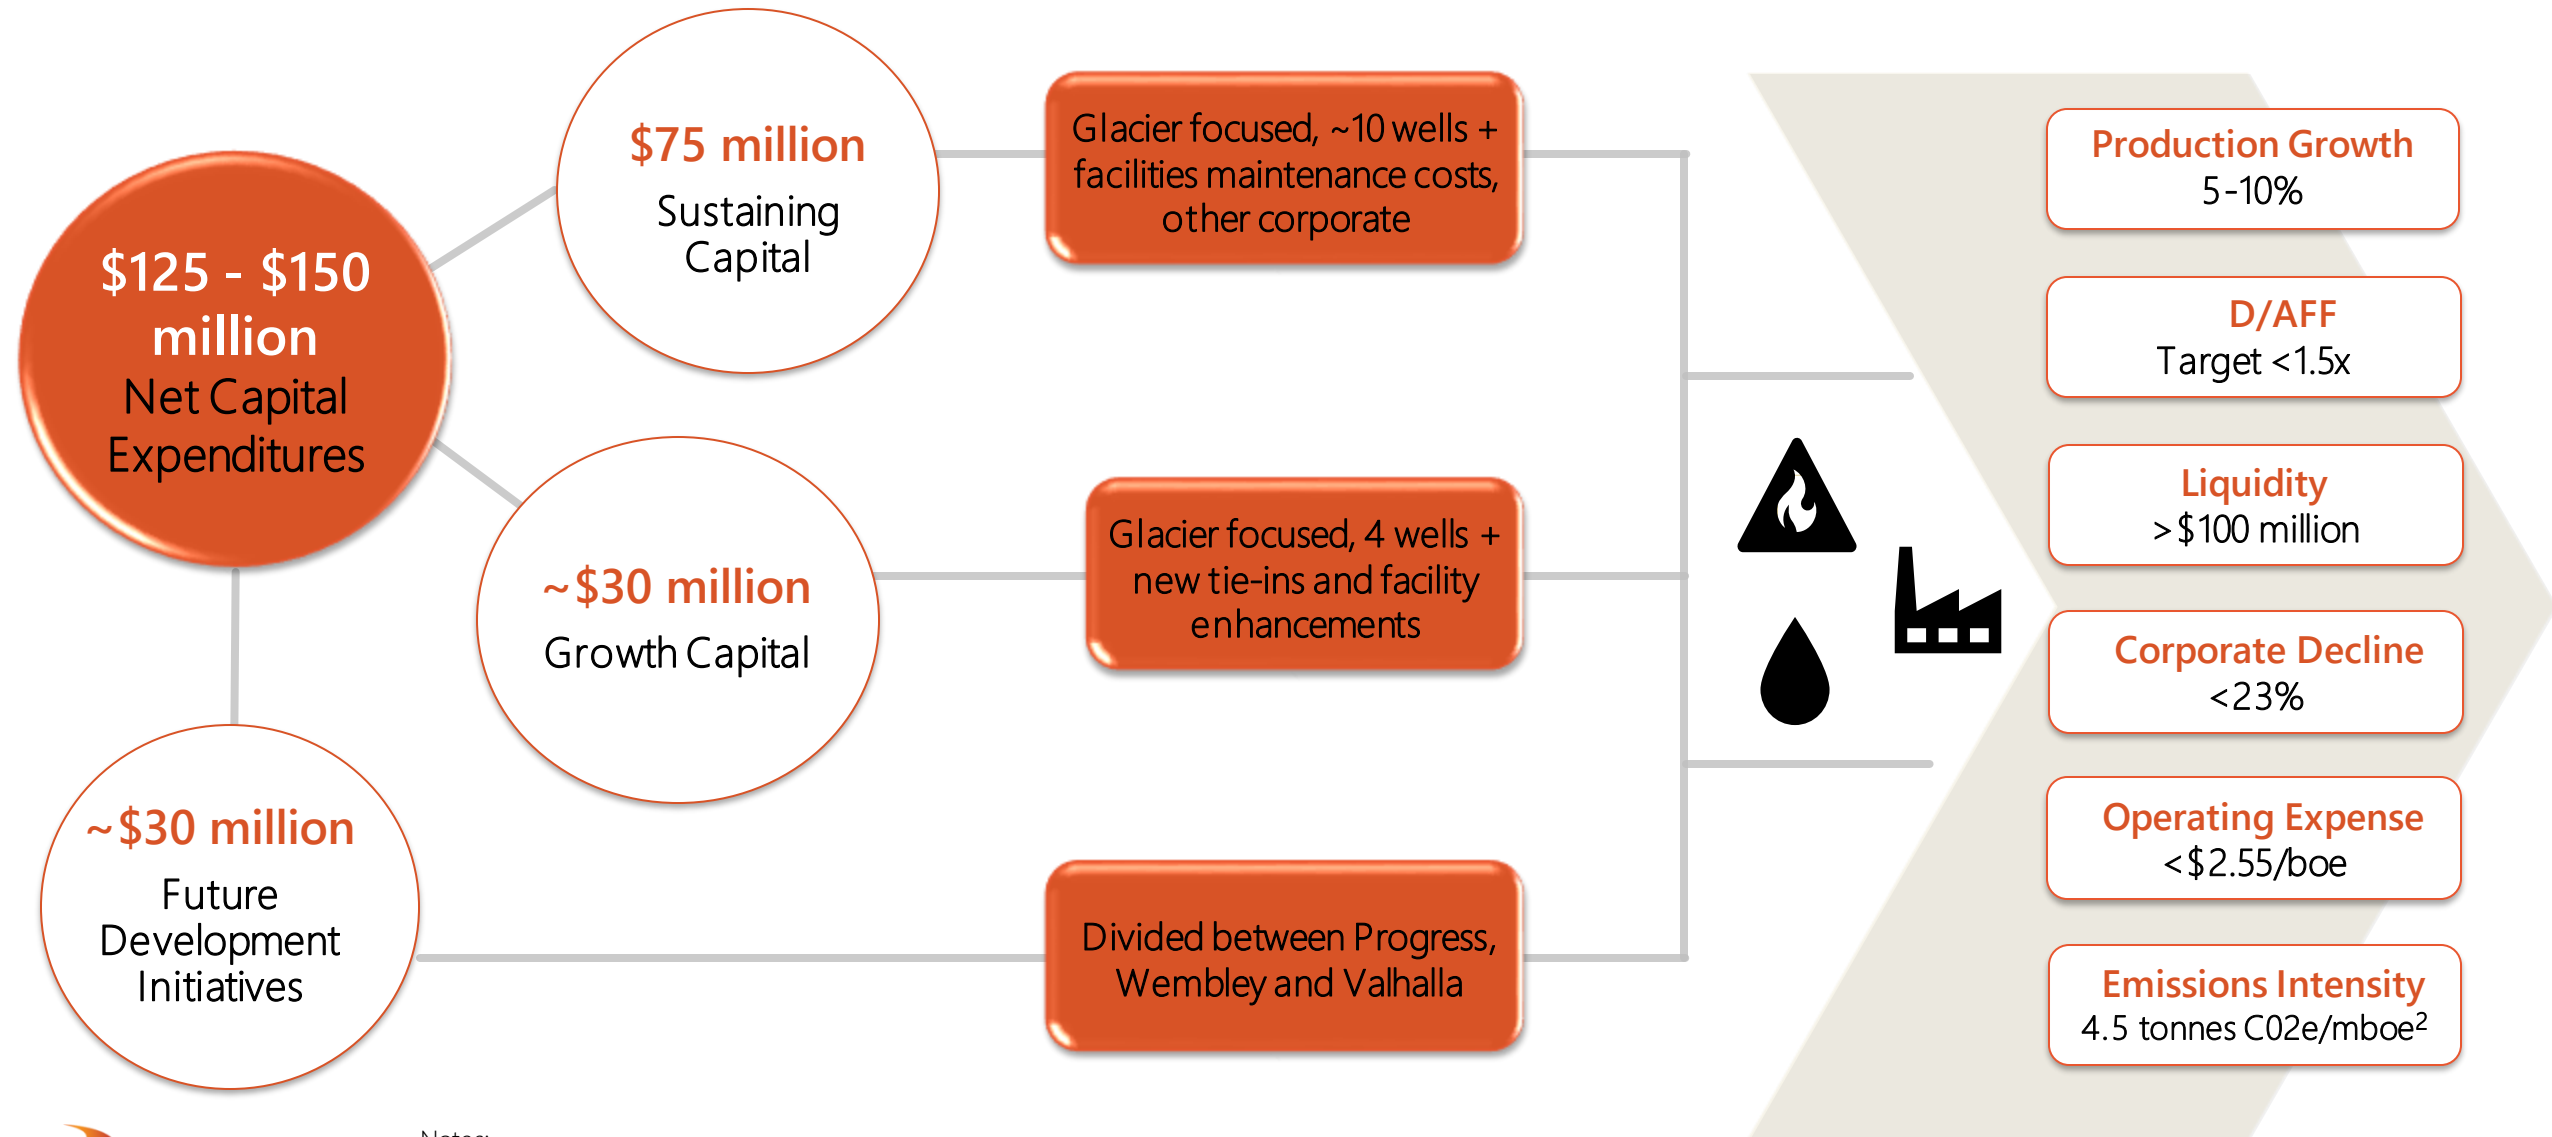 $125 - $150
million
Net Capital
Expenditures
$75 million
Sustaining
Capital
Glacier focused, ~10 wells +
facilities maintenance costs,
other corporate
~$30 million
Growth Capital
Glacier focused, 4 wells +
new tie-ins and facility
enhancements
~$30 million
Future
Development
Initiatives
Divided between Progress,
Wembley and Valhalla
Production Growth
5-10%
D/AFF
Target <1.5x
Liquidity
>$100 million
Corporate Decline
<23%
Operating Expense
<$2.55/boe
Emissions Intensity
4.5 tonnes C02e/mboe²
Notes: